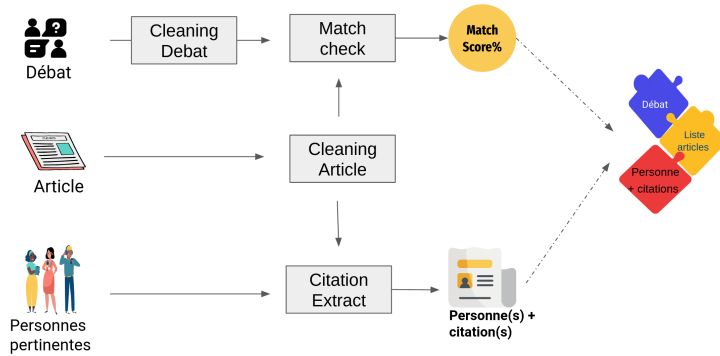 Débat
Cleaning
Debat
Match
check
Match
Score%
Article
Cleaning
Article
Débat
Liste
articles
Personne
+ citations
Personnes
pertinentes
Citation
Extract
Personne(s) +
citation(s)